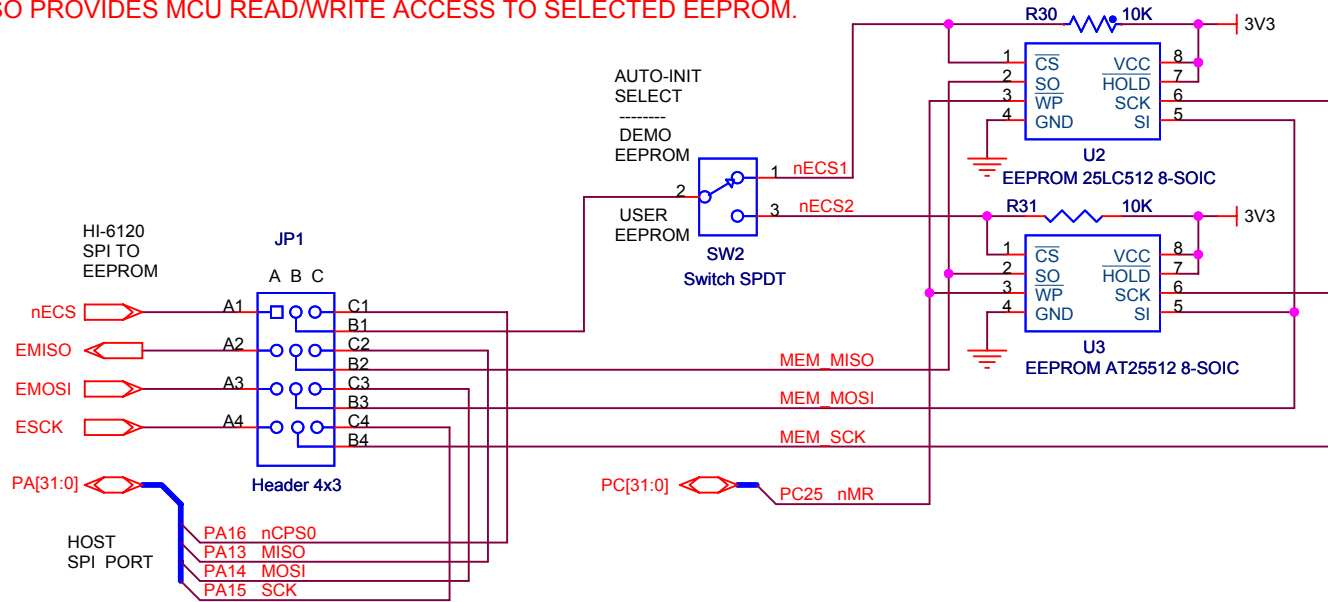 SO PROVIDES MCU READ/WRITE ACCESS TO SELECTED EEPROM.
R30 10K
3V3
1 CS VCC 8
2 SO HOLD 7
3 WP SCK 6
4 GND SI 5
U2
EEPROM 25LC512 8-SOIC
AUTO-INIT
SELECT
--------
DEMO
EEPROM
USER
EEPROM
2
1 nECS1
3 nECS2
SW2
Switch SPDT
R31 10K
3V3
1 CS VCC 8
2 SO HOLD 7
3 WP SCK 6
4 GND SI 5
U3
EEPROM AT25512 8-SOIC
HI-6120
SPI TO
EEPROM
JP1
A B C
nECS A1 C1
B1
EMISO A2 C2
B2 MEM_MISO
EMOSI A3 C3
B3 MEM_MOSI
ESCK A4 C4
B4 MEM_SCK
Header 4x3
PA[31:0]
HOST
SPI PORT
PA16 nCPS0
PA13 MISO
PA14 MOSI
PA15 SCK
PC[31:0]
PC25 nMR